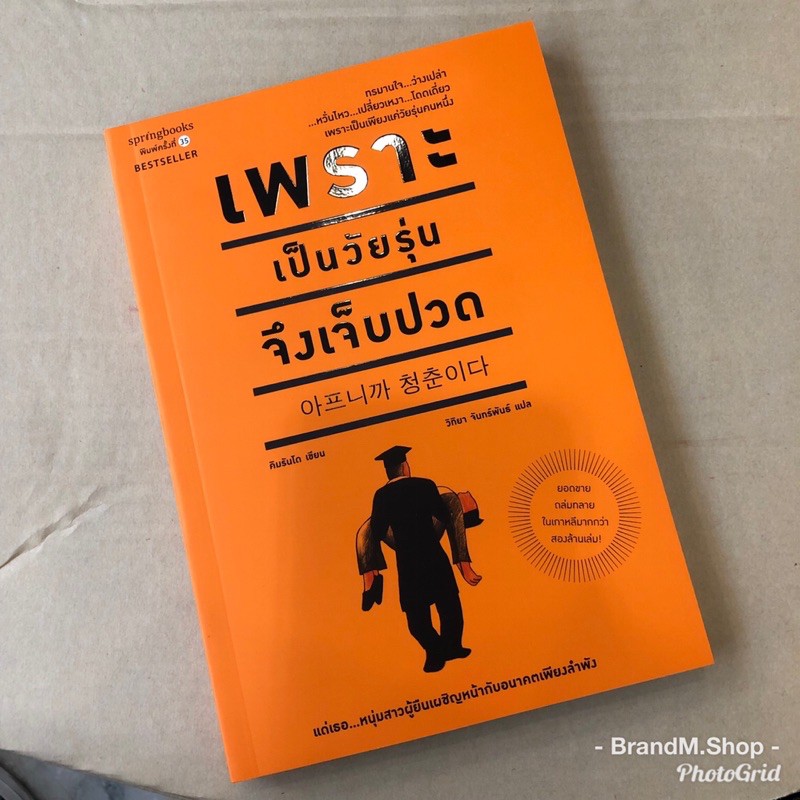 springbooks
พิมพ์ครั้งที่ 35
BESTSELLER
ทรมานใจ...ว่างเปล่า
...หวั่นไหว...เปลี่ยวเหงา...โดดเดี่ยว
เพราะเป็นเพียงแค่วัยรุ่นคนหนึ่ง
เพราะ
เป็นวัยรุ่น
จึงเจ็บปวด
아프니까 청춘이다
คิมรันโด เขียน
วิทิยา จันทร์พันธ์ แปล
ยอดขาย
ถล่มทลาย
ในเกาหลีมากกว่า
สองล้านเล่ม!
แด่เธอ...หนุ่มสาวผู้ยืนเผชิญหน้ากับอนาคตเพียงลำพัง
- BrandM.Shop -
PhotoGrid